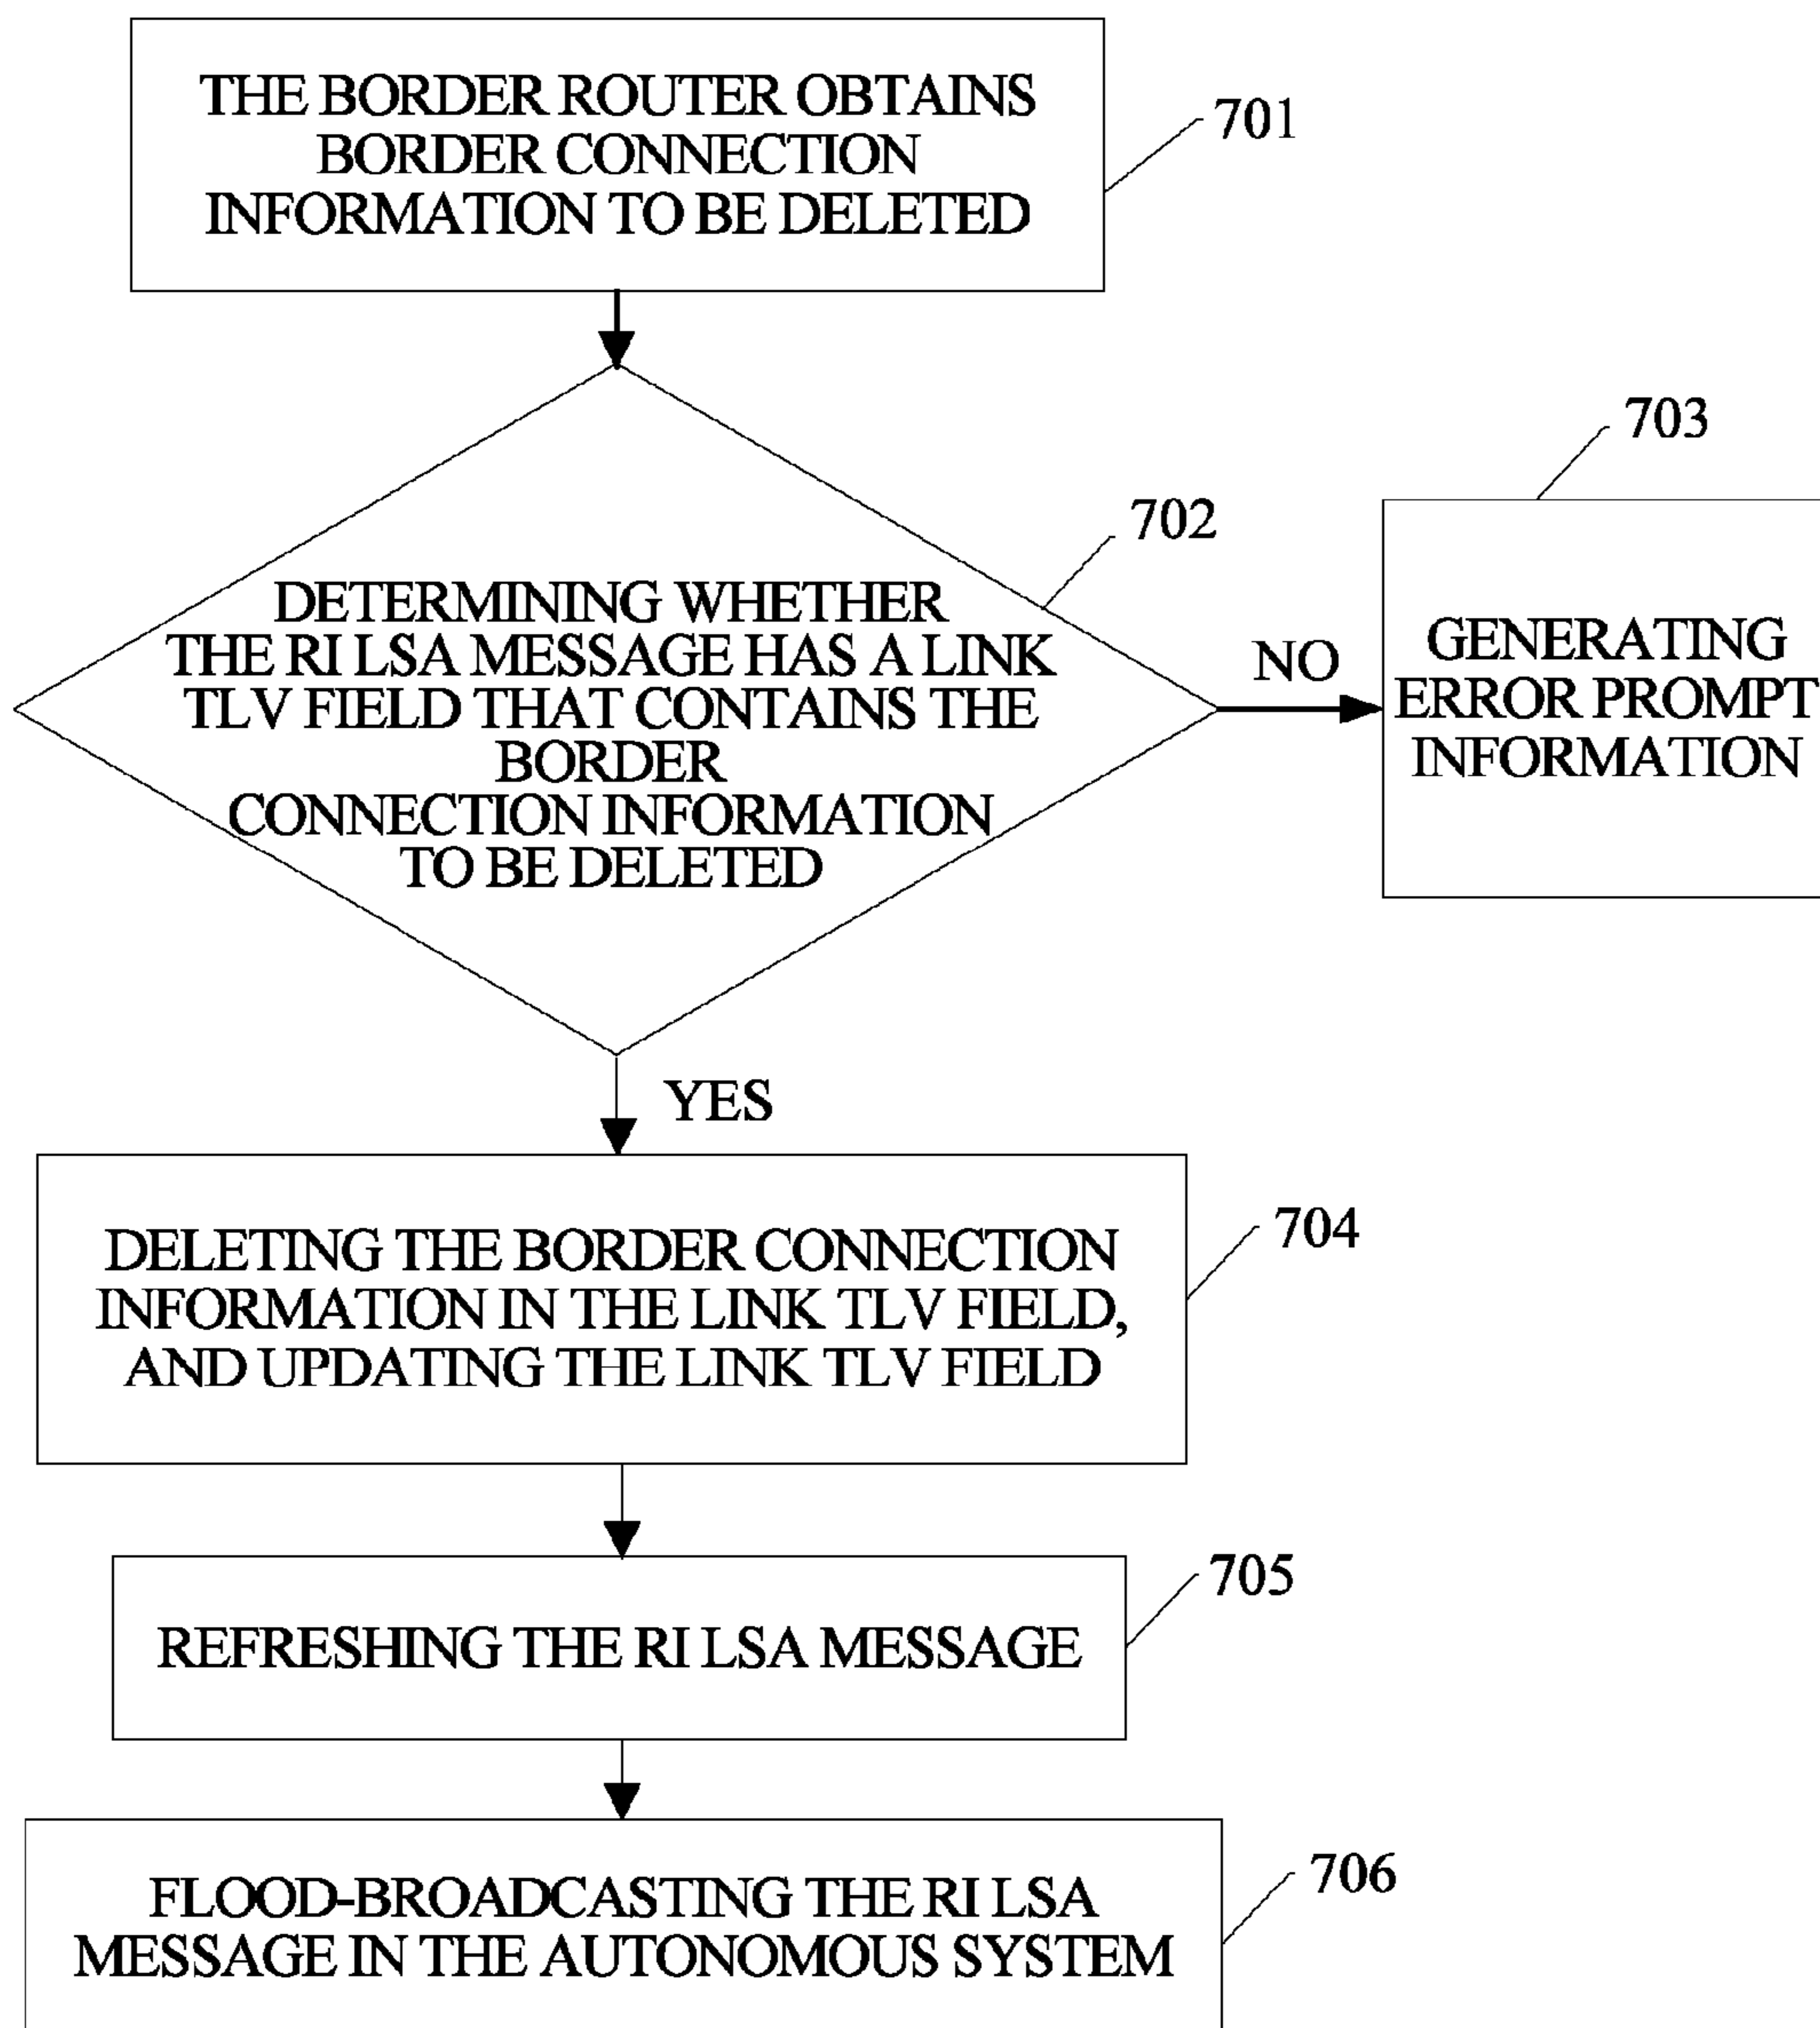 THE BORDER ROUTER OBTAINS
BORDER CONNECTION
INFORMATION TO BE DELETED
701
DETERMINING WHETHER
THE RI LSA MESSAGE HAS A LINK
TLV FIELD THAT CONTAINS THE
BORDER
CONNECTION INFORMATION
TO BE DELETED
702
NO
703
GENERATING
ERROR PROMPT
INFORMATION
YES
DELETING THE BORDER CONNECTION
INFORMATION IN THE LINK TLV FIELD,
AND UPDATING THE LINK TLV FIELD
704
REFRESHING THE RI LSA MESSAGE
705
FLOOD-BROADCASTING THE RI LSA
MESSAGE IN THE AUTONOMOUS SYSTEM
706